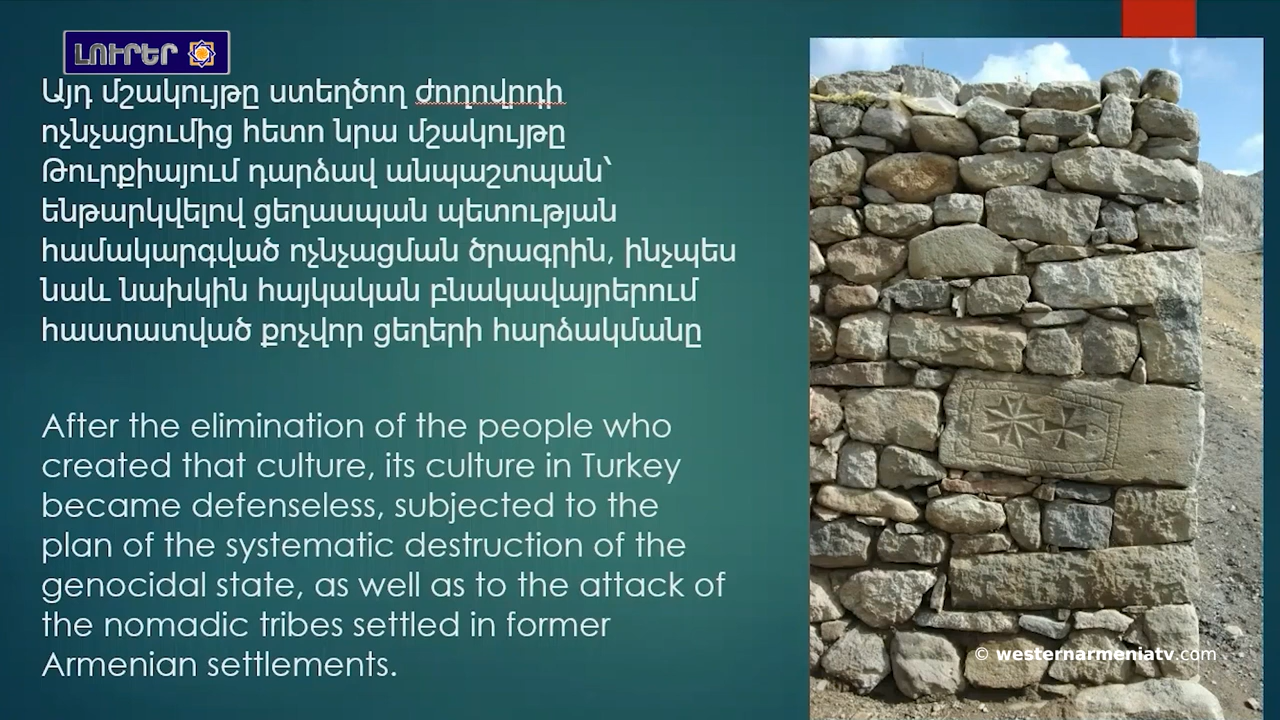 ԼՈՒՐԵՐ
Այդ մշակույթը ստեղծող ժողովրդի
ոչնչացումից հետո նրա մշակույթը
Թուրքիայում դարձավ անպաշտպան՝
ենթարկվելով ցեղասպան պետության
համակարգված ոչնչացման ծրագրին, ինչպես
նաև նախկին հայկական բնակավայրերում
հաստատված քոչվոր ցեղերի հարձակմանը
After the elimination of the people who
created that culture, its culture in Turkey
became defenseless, subjected to the
plan of the systematic destruction of the
genocidal state, as well as to the attack of
the nomadic tribes settled in former
Armenian settlements.
© westernarmeniatv.com